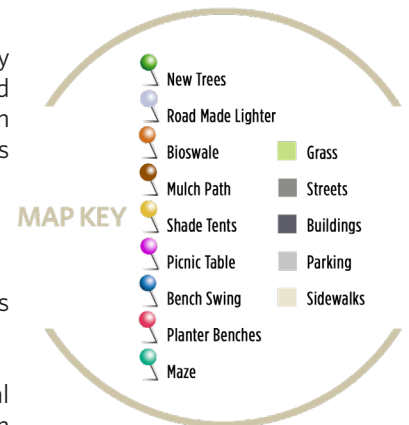 MAP KEY
New Trees
Road Made Lighter
Bioswale
Mulch Path
Shade Tents
Picnic Table
Bench Swing
Planter Benches
Maze
Grass
Streets
Buildings
Parking
Sidewalks